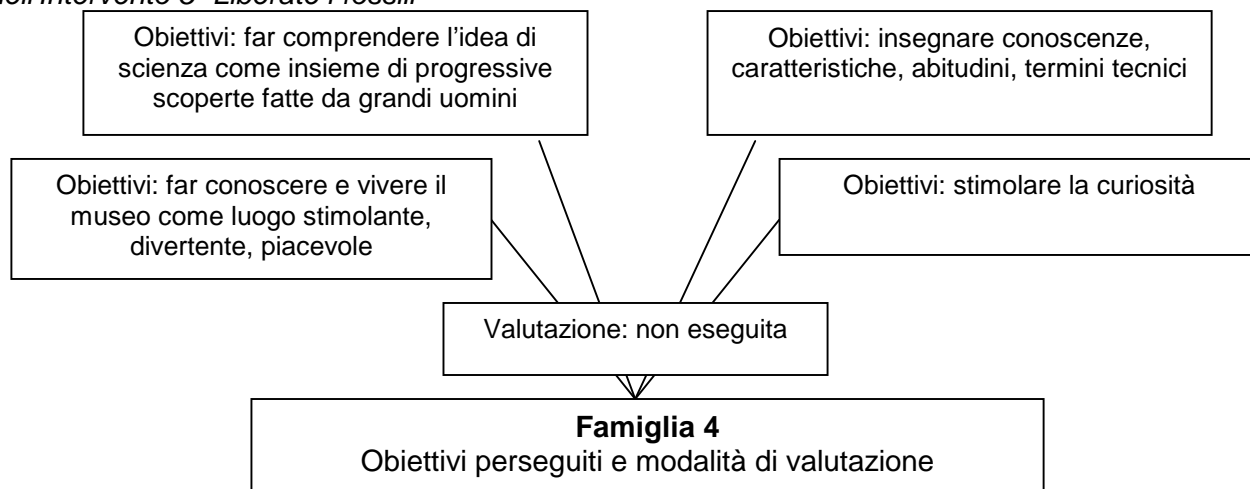 Obiettivi: far comprendere l'idea di
scienza come insieme di progressive
scoperte fatte da grandi uomini
Obiettivi: insegnare conoscenze,
caratteristiche, abitudini, termini tecnici
Obiettivi: far conoscere e vivere il
museo come luogo stimolante,
divertente, piacevole
Obiettivi: stimolare la curiosità
Valutazione: non eseguita
Famiglia 4
Obiettivi perseguiti e modalità di valutazione